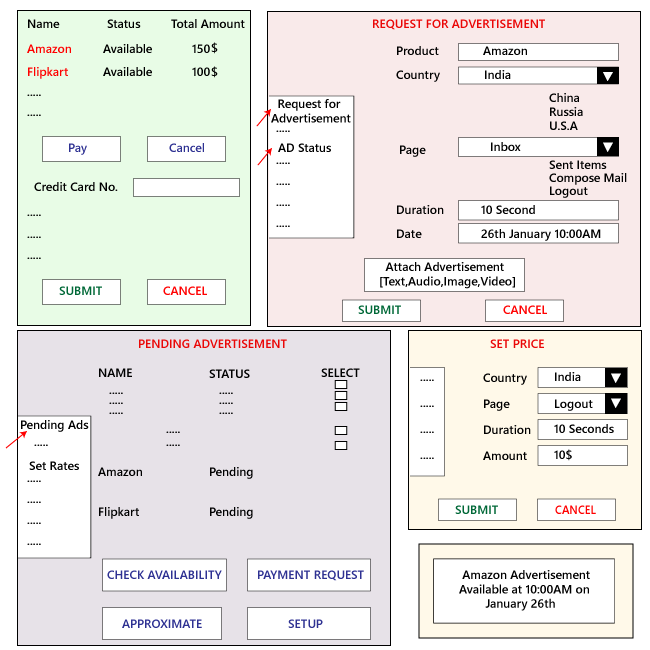 Name Status Total Amount
Amazon Available 150$
Flipkart Available 100$
.....
.....
Pay Cancel
Credit Card No.
.....
.....
.....
SUBMIT CANCEL
REQUEST FOR ADVERTISEMENT
Product Amazon
Country India
China
Russia
U.S.A
Page Inbox
Sent Items
Compose Mail
Logout
Duration 10 Second
Date 26th January 10:00AM
Request for
Advertisement
.....
AD Status
.....
.....
.....
.....
Attach Advertisement
[Text,Audio,Image,Video]
SUBMIT CANCEL
PENDING ADVERTISEMENT
NAME STATUS SELECT
..... .....
..... .....
..... .....
.....
.....
Pending Ads
.....
Set Rates
.....
.....
.....
.....
Amazon Pending
Flipkart Pending
CHECK AVAILABILITY PAYMENT REQUEST
APPROXIMATE SETUP
SET PRICE
.....
.....
.....
.....
Country India
Page Logout
Duration 10 Seconds
Amount 10$
SUBMIT CANCEL
Amazon Advertisement
Available at 10:00AM on
January 26th